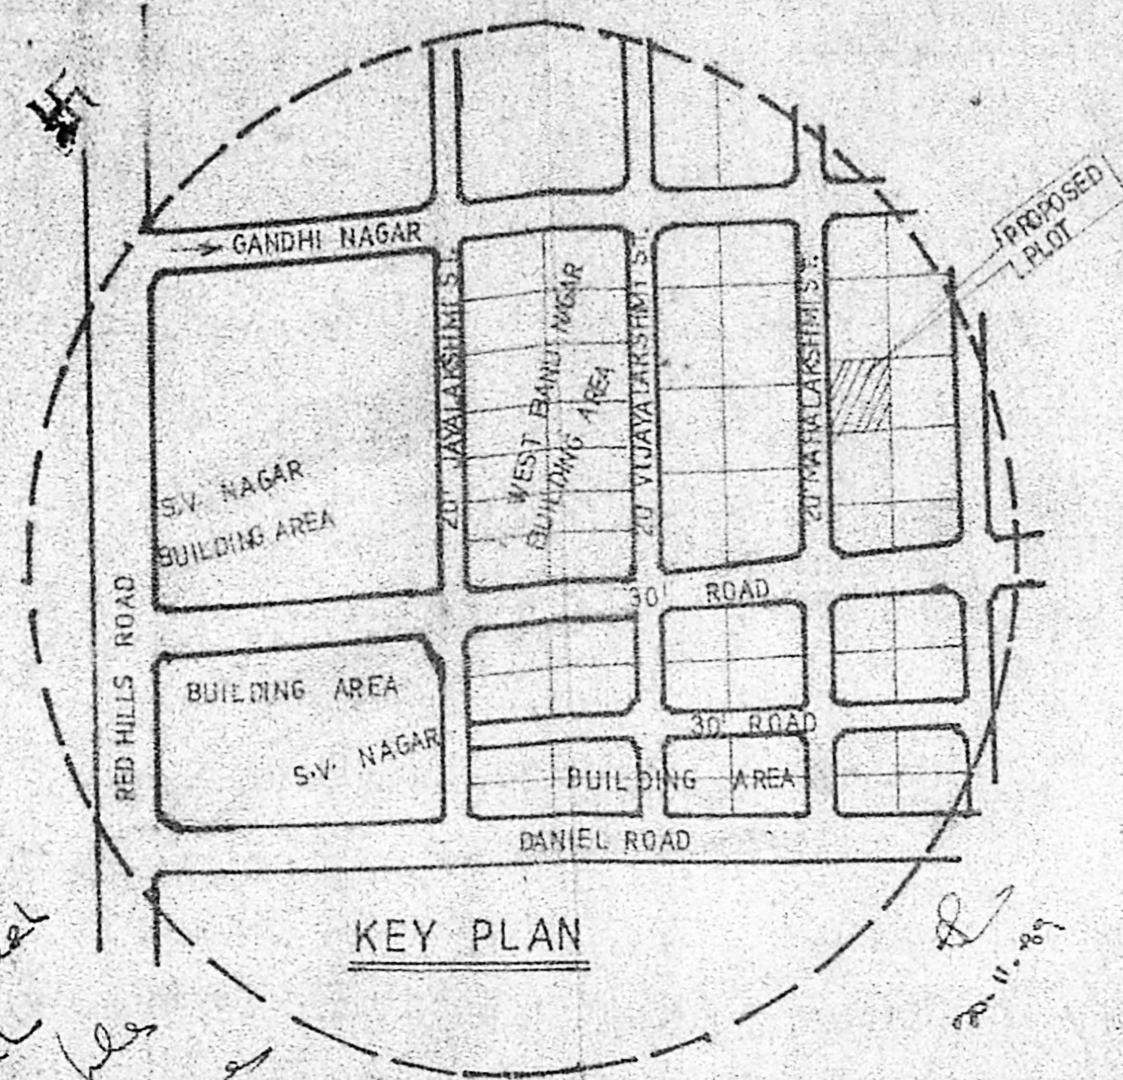 PROPOSED
PLOT
GANDHI NAGAR
20' JAYALAKSHMI ST.
WEST BANU NAGAR
BUILDING AREA
20' VIJAYALAKSHMI ST.
20' MAHALAKSHMI ST.
S.V. NAGAR
BUILDING AREA
RED HILLS ROAD
30' ROAD
BUILDING AREA
S.V. NAGAR
30' ROAD
BUILDING AREA
DANIEL ROAD
KEY PLAN